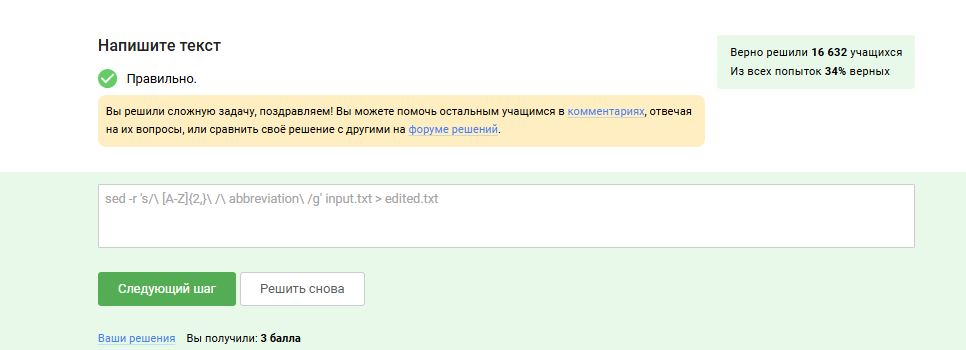 Напишите текст
Верно решили 16 632 учащихся
Из всех попыток 34% верных
Правильно.
Вы решили сложную задачу, поздравляем! Вы можете помочь остальным учащимся в комментариях, отвечая
на их вопросы, или сравнить своё решение с другими на форуме решений.
sed -r 's/\ [A-Z]{2,}\ /\ abbreviation\ /g' input.txt > edited.txt
Следующий шаг
Решить снова
Ваши решения Вы получили: 3 балла